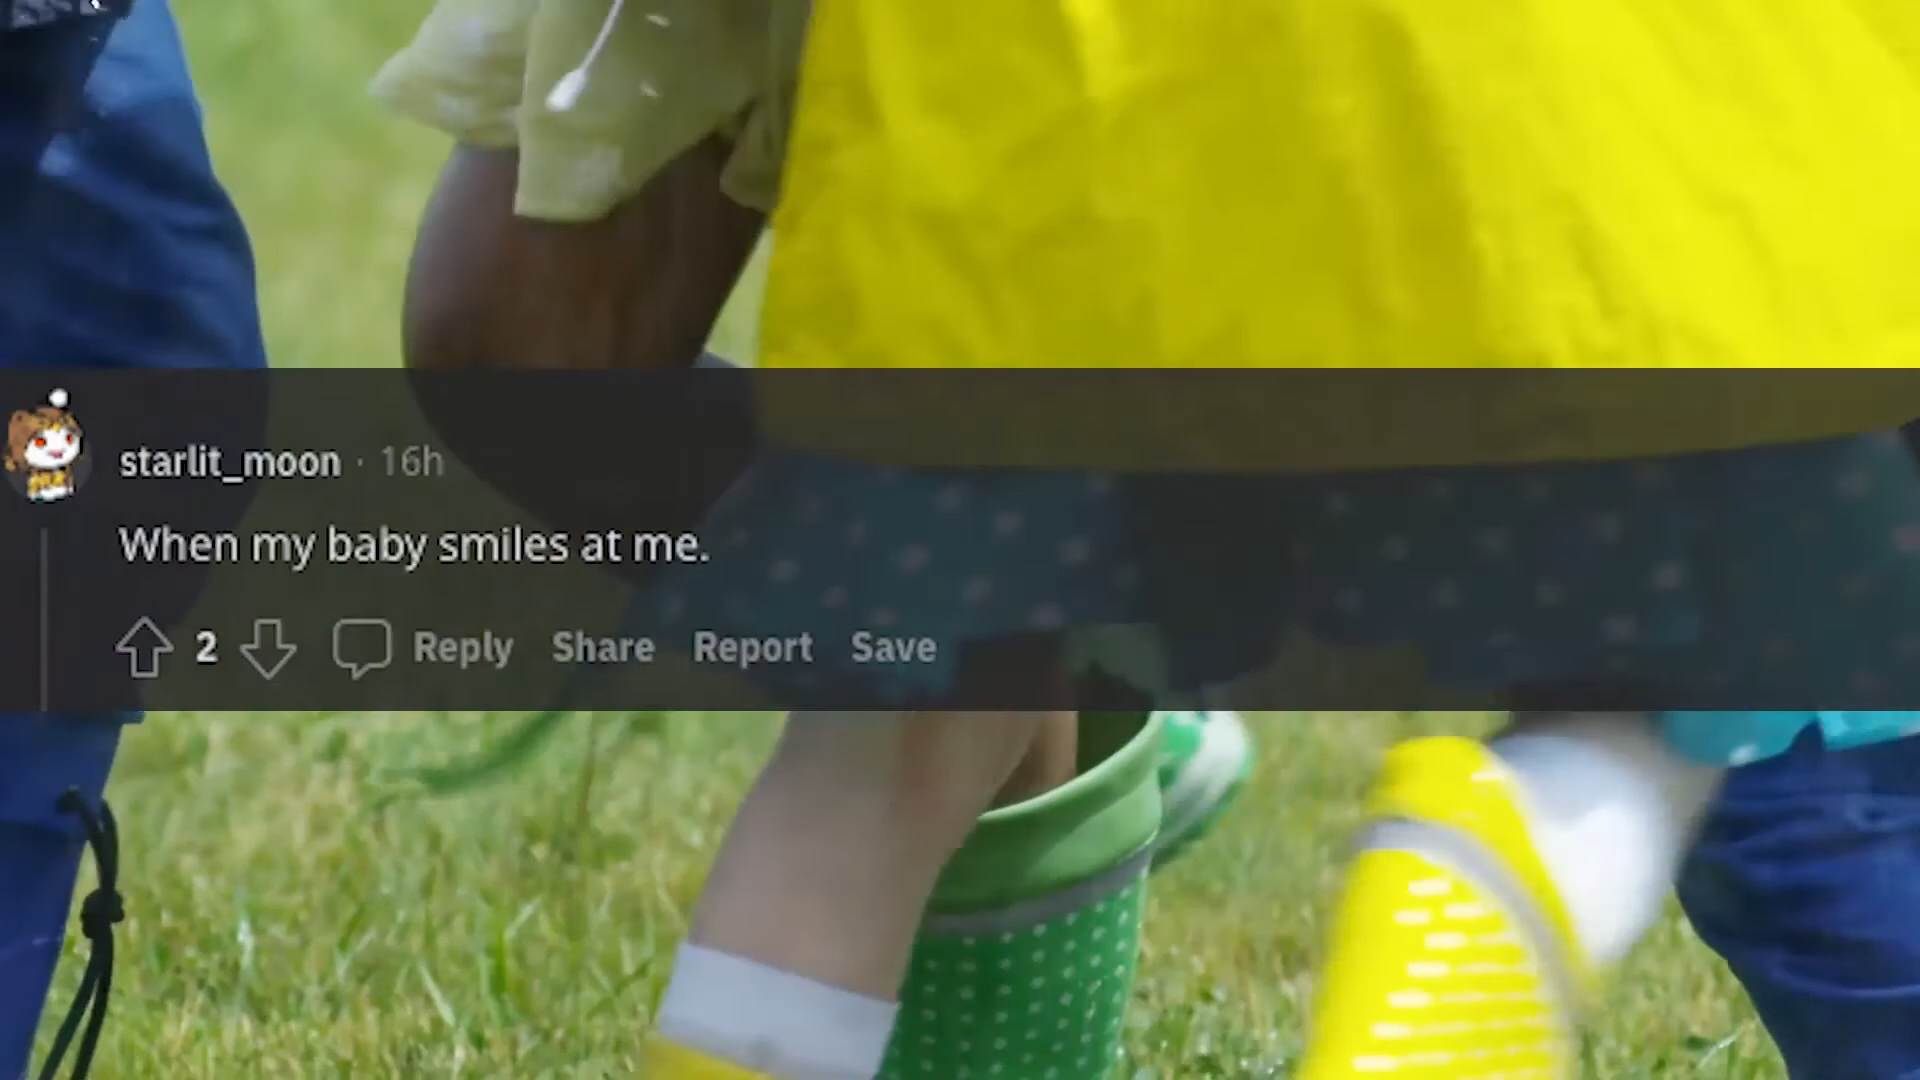 starlit_moon · 16h
When my baby smiles at me.
2 Reply Share Report Save